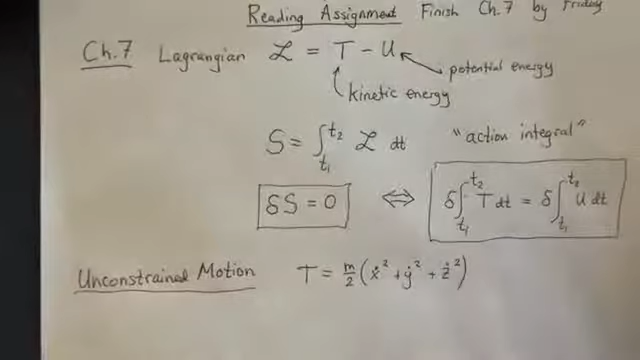 Reading Assignment Finish Ch.7 by Friday
Ch.7 Lagrangian ℒ = T - U
potential energy
kinetic energy
S = ∫_{t₁}^{t₂} ℒ dt "action integral"
δS = 0 ⇔ δ∫_{t₁}^{t₂} T dt = δ∫_{t₁}^{t₂} U dt
Unconstrained Motion T = m/2 (ẋ² + ẏ² + ż²)